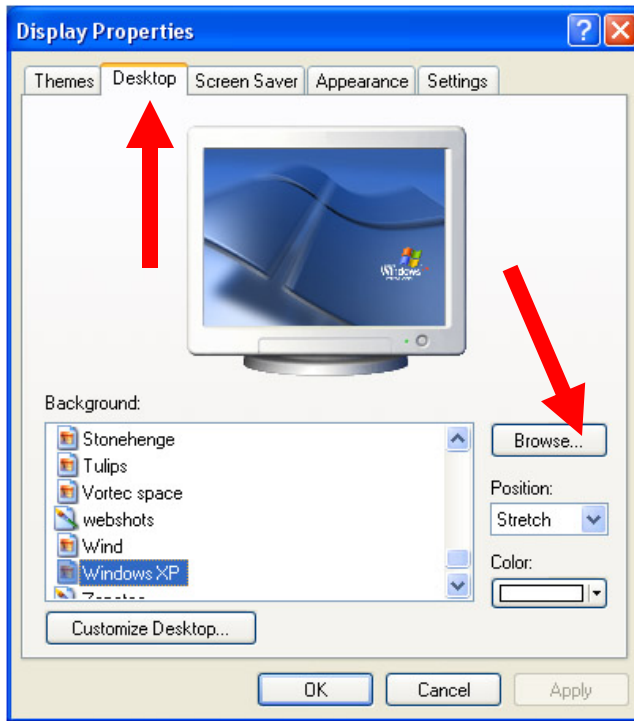 Display Properties
Themes Desktop Screen Saver Appearance Settings
Windows
Background:
Stonehenge
Tulips
Vortec space
webshots
Wind
Windows XP
Browse...
Position:
Stretch
Color:
Customize Desktop...
OK Cancel Apply